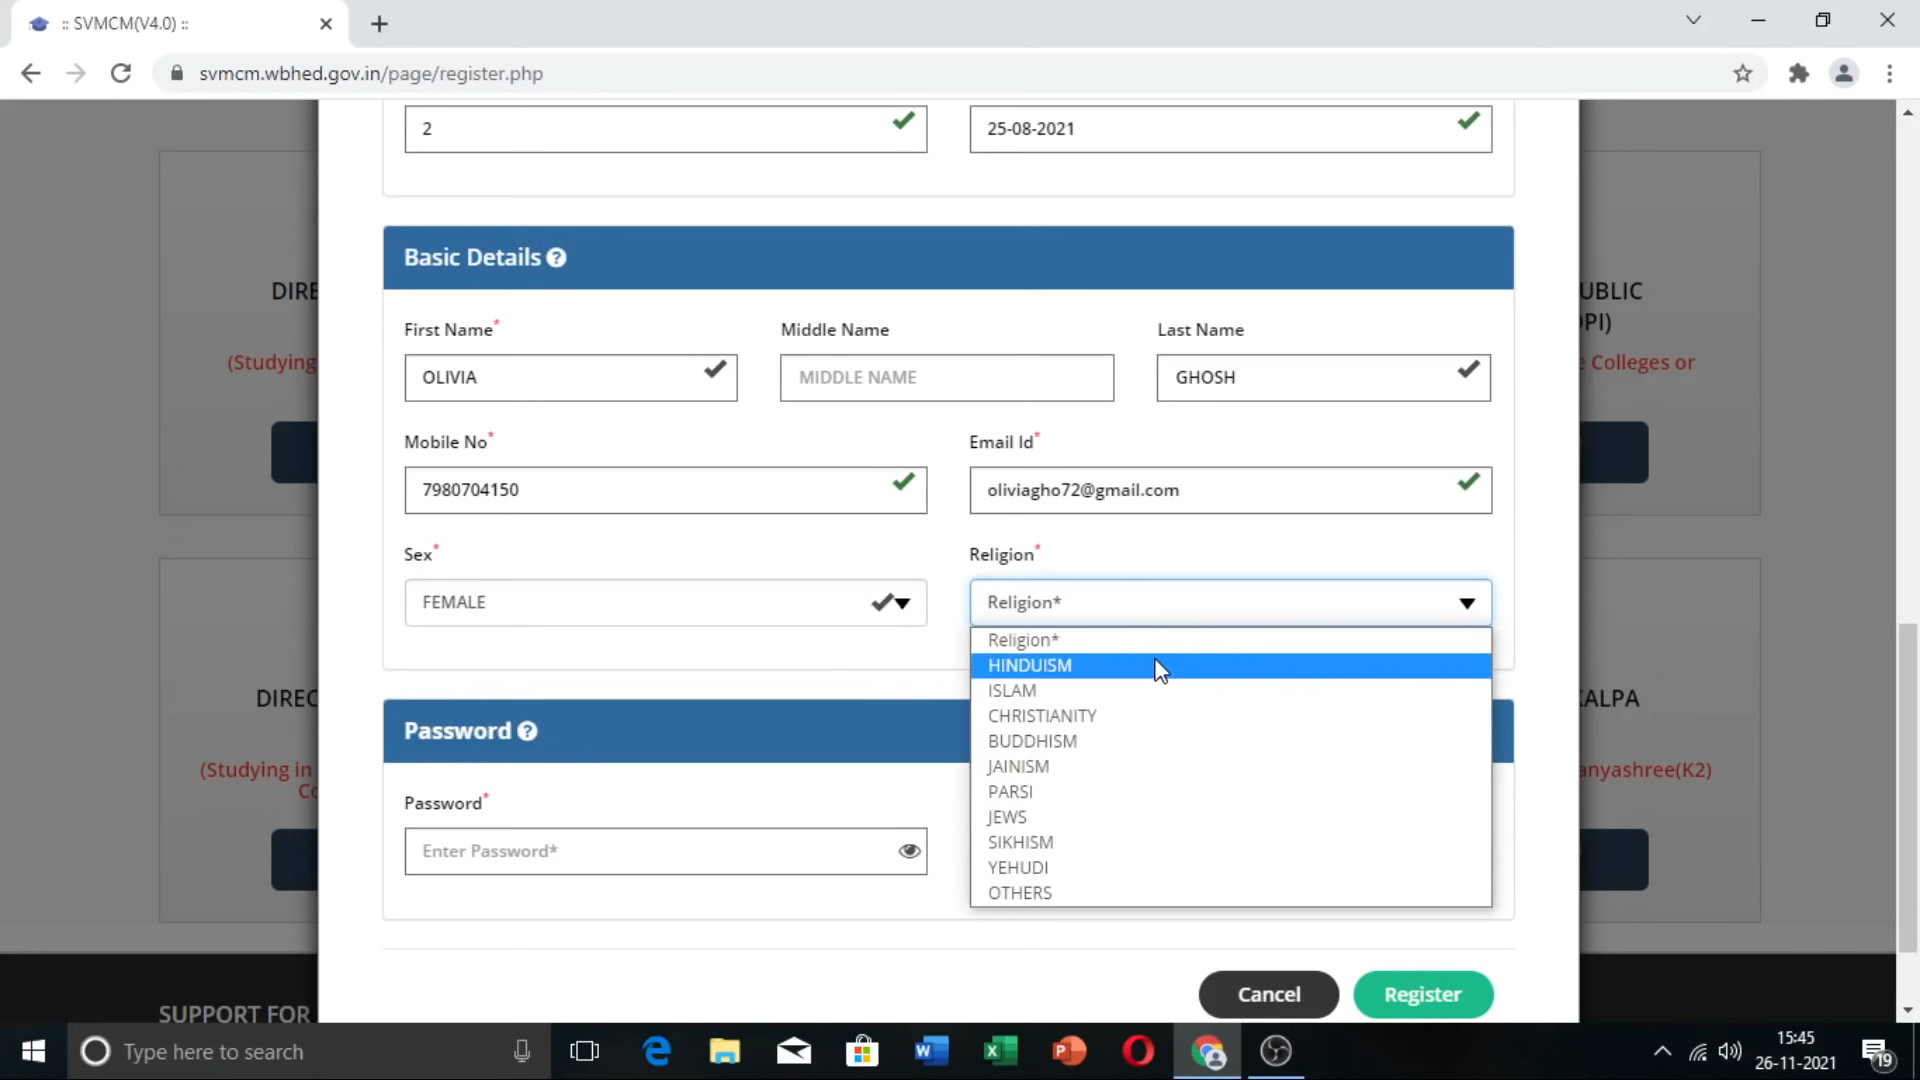 :: SVMCM(V4.0) ::
svmcm.wbhed.gov.in/page/register.php
2
25-08-2021
Basic Details ?
First Name*
Middle Name
Last Name
OLIVIA
MIDDLE NAME
GHOSH
Mobile No*
Email Id*
7980704150
oliviagho72@gmail.com
Sex*
Religion*
FEMALE
Religion*
Religion*
HINDUISM
ISLAM
CHRISTIANITY
BUDDHISM
JAINISM
PARSI
JEWS
SIKHISM
YEHUDI
OTHERS
Password ?
Password*
Enter Password*
Cancel
Register
DIRE
(Studying
UBLIC
PI)
Colleges or
DIREC
(Studying in
ALPA
anyashree(K2)
SUPPORT FOR
Type here to search
15:45
26-11-2021
19